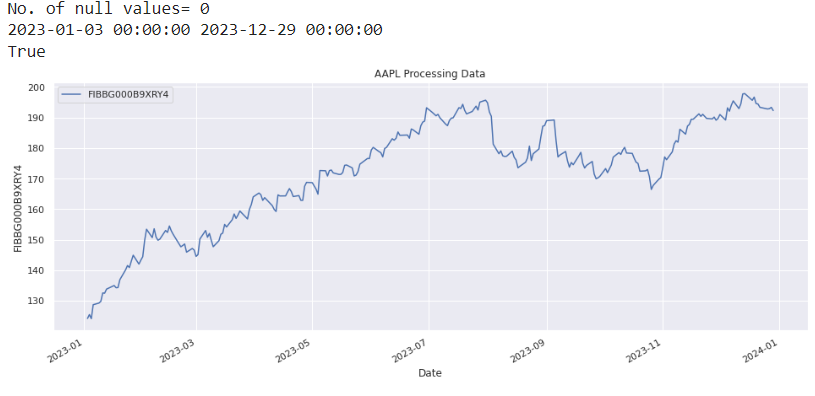 No. of null values= 0
2023-01-03 00:00:00 2023-12-29 00:00:00
True
AAPL Processing Data
FIBBG000B9XRY4
FIBBG000B9XRY4
200
190
180
170
160
150
140
130
2023-01
2023-03
2023-05
2023-07
2023-09
2023-11
2024-01
Date